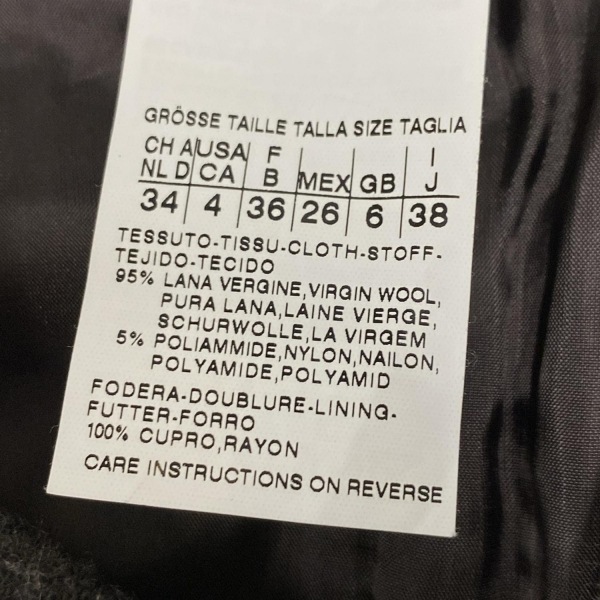 GRÖSSE TAILLE TALLA SIZE TAGLIA
CH A USA F I
NL D CA B MEX GB J
34 4 36 26 6 38
TESSUTO-TISSU-CLOTH-STOFF-
TEJIDO-TECIDO
95% LANA VERGINE,VIRGIN WOOL,
PURA LANA,LAINE VIERGE,
SCHURWOLLE,LA VIRGEM
5% POLIAMMIDE,NYLON,NAILON,
POLYAMIDE,POLYAMID
FODERA-DOUBLURE-LINING-
FUTTER-FORRO
100% CUPRO,RAYON
CARE INSTRUCTIONS ON REVERSE